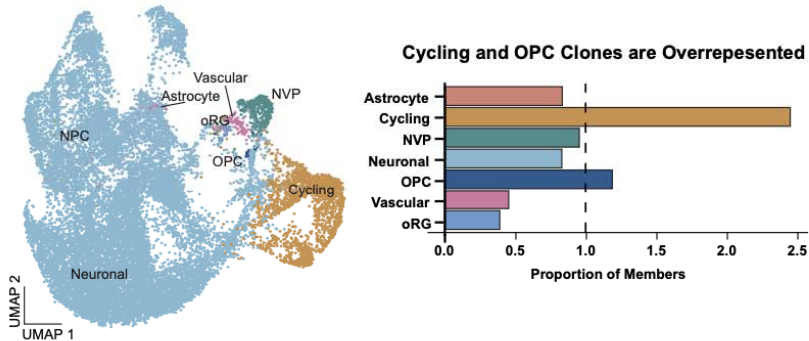 Vascular
Astrocyte
NVP
oRG
NPC
OPC
Cycling
Neuronal
UMAP 2
UMAP 1
Cycling and OPC Clones are Overrepesented
Astrocyte
Cycling
NVP
Neuronal
OPC
Vascular
oRG
0.0 0.5 1.0 1.5 2.0 2.5
Proportion of Members